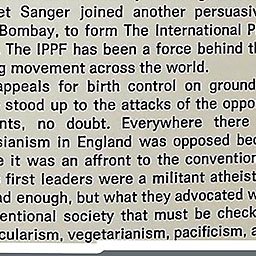 et Sanger joined another persuasiv
Bombay, to form The International P
The IPPF has been a force behind th
g movement across the world.
appeals for birth control on ground
stood up to the attacks of the oppo
nts, no doubt. Everywhere there
sianism in England was opposed bec
e it was an affront to the convention
first leaders were a militant atheist
ad enough, but what they advocated w
entional society that must be check
cularism, vegetarianism, pacificism, a